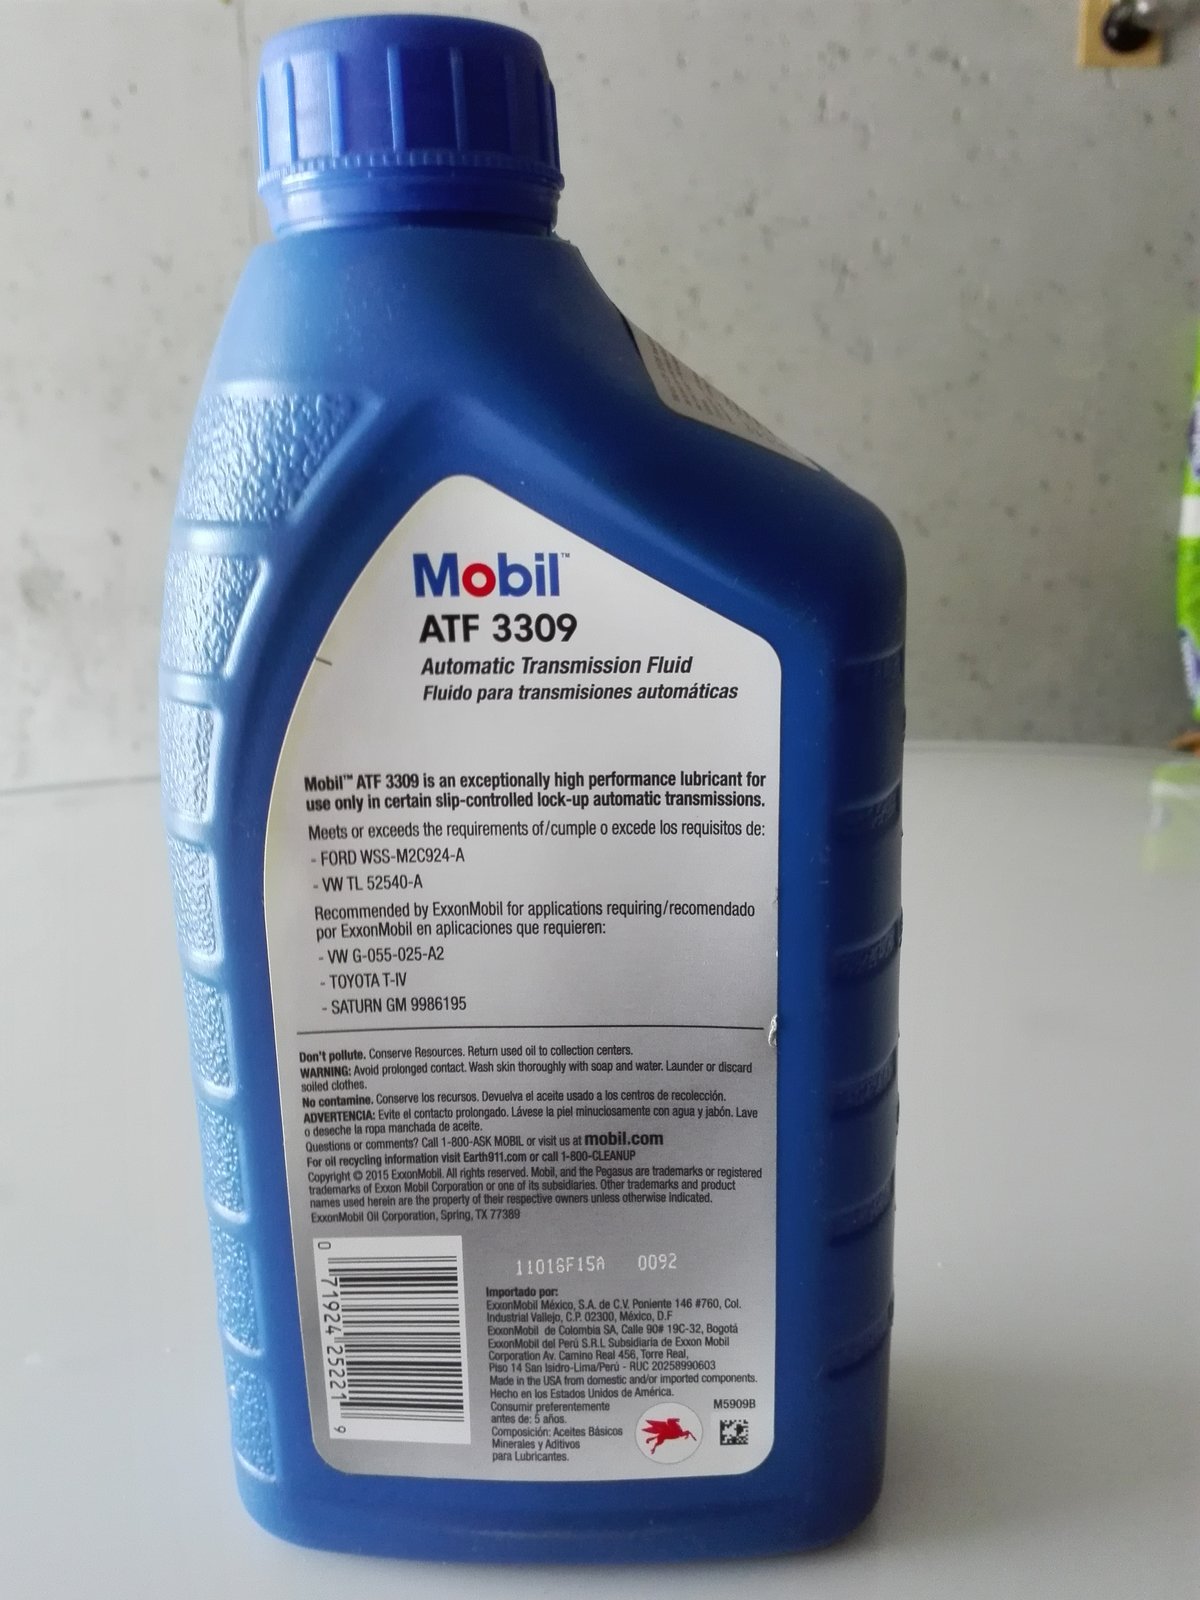 Mobil™
ATF 3309
Automatic Transmission Fluid
Fluido para transmisiones automáticas
Mobil™ ATF 3309 is an exceptionally high performance lubricant for
use only in certain slip-controlled lock-up automatic transmissions.
Meets or exceeds the requirements of/cumple o excede los requisitos de:
- FORD WSS-M2C924-A
- VW TL 52540-A
Recommended by ExxonMobil for applications requiring/recomendado
por ExxonMobil en aplicaciones que requieren:
- VW G-055-025-A2
- TOYOTA T-IV
- SATURN GM 9986195
Don't pollute. Conserve Resources. Return used oil to collection centers.
WARNING: Avoid prolonged contact. Wash skin thoroughly with soap and water. Launder or discard
soiled clothes.
No contamine. Conserve los recursos. Devuelva el aceite usado a los centros de recolección.
ADVERTENCIA: Evite el contacto prolongado. Lávese la piel minuciosamente con agua y jabón. Lave
o deseche la ropa manchada de aceite.
Questions or comments? Call 1-800-ASK MOBIL or visit us at mobil.com
For oil recycling information visit Earth911.com or call 1-800-CLEANUP
Copyright © 2015 ExxonMobil. All rights reserved. Mobil, and the Pegasus are trademarks or registered
trademarks of Exxon Mobil Corporation or one of its subsidiaries. Other trademarks and product
names used herein are the property of their respective owners unless otherwise indicated.
ExxonMobil Oil Corporation, Spring, TX 77389
0 71924 25221 9
11016F15A 0092
Importado por:
ExxonMobil México, S.A. de C.V. Poniente 146 #760, Col.
Industrial Vallejo, C.P. 02300, México, D.F
ExxonMobil de Colombia SA, Calle 90# 19C-32, Bogotá
ExxonMobil del Perú S.R.L Subsidiaria de Exxon Mobil
Corporation Av. Camino Real 456, Torre Real,
Piso 14 San Isidro-Lima/Perú - RUC 20258990603
Made in the USA from domestic and/or imported components.
Hecho en los Estados Unidos de América.
Consumir preferentemente
antes de: 5 años.
Composición: Aceites Básicos
Minerales y Aditivos
para Lubricantes.
M5909B